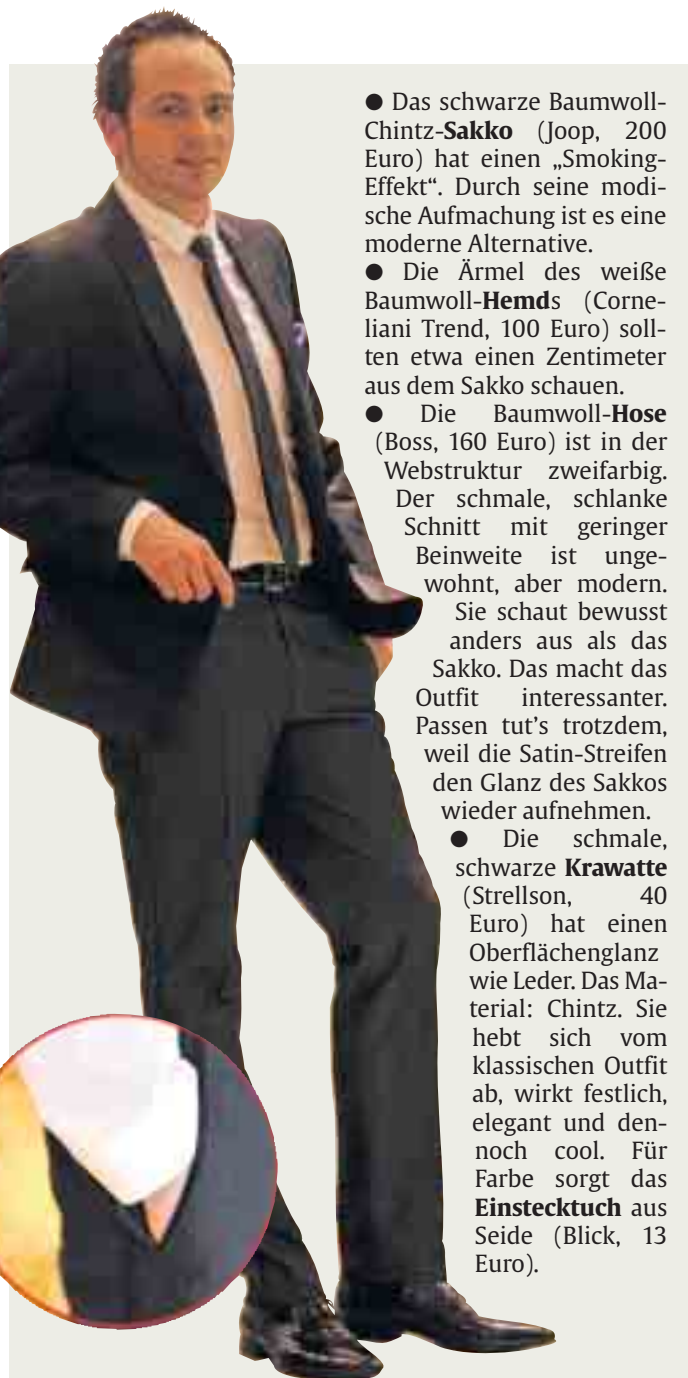 ● Das schwarze Baumwoll-
Chintz-Sakko (Joop, 200
Euro) hat einen „Smoking-
Effekt“. Durch seine modi-
sche Aufmachung ist es eine
moderne Alternative.
● Die Ärmel des weiße
Baumwoll-Hemds (Corne-
liani Trend, 100 Euro) soll-
ten etwa einen Zentimeter
aus dem Sakko schauen.
● Die Baumwoll-Hose
(Boss, 160 Euro) ist in der
Webstruktur zweifarbig.
Der schmale, schlanke
Schnitt mit geringer
Beinweite ist unge-
wohnt, aber modern.
Sie schaut bewusst
anders aus als das
Sakko. Das macht das
Outfit interessanter.
Passen tut's trotzdem,
weil die Satin-Streifen
den Glanz des Sakkos
wieder aufnehmen.
● Die schmale,
schwarze Krawatte
(Strellson, 40
Euro) hat einen
Oberflächenglanz
wie Leder. Das Ma-
terial: Chintz. Sie
hebt sich vom
klassischen Outfit
ab, wirkt festlich,
elegant und den-
noch cool. Für
Farbe sorgt das
Einstecktuch aus
Seide (Blick, 13
Euro).